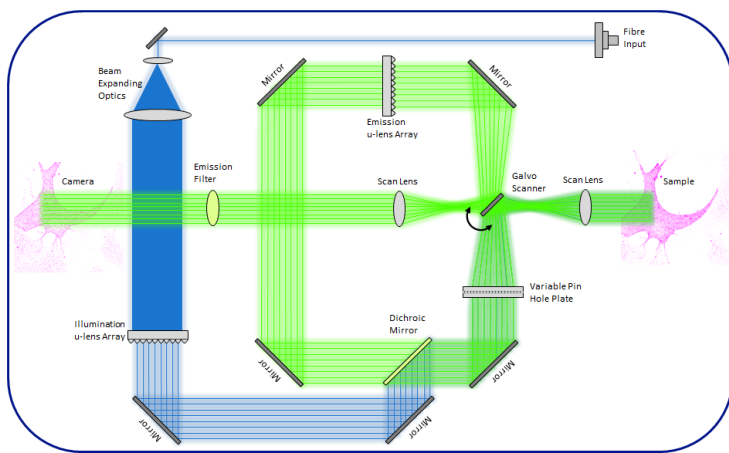 Fibre
Input
Beam
Expanding
Optics
Mirror
Mirror
Emission
u-lens Array
Camera
Emission
Filter
Scan Lens
Galvo
Scanner
Scan Lens
Sample
Variable Pin
Hole Plate
Illumination
u-lens Array
Dichroic
Mirror
Mirror
Mirror
Mirror
Mirror